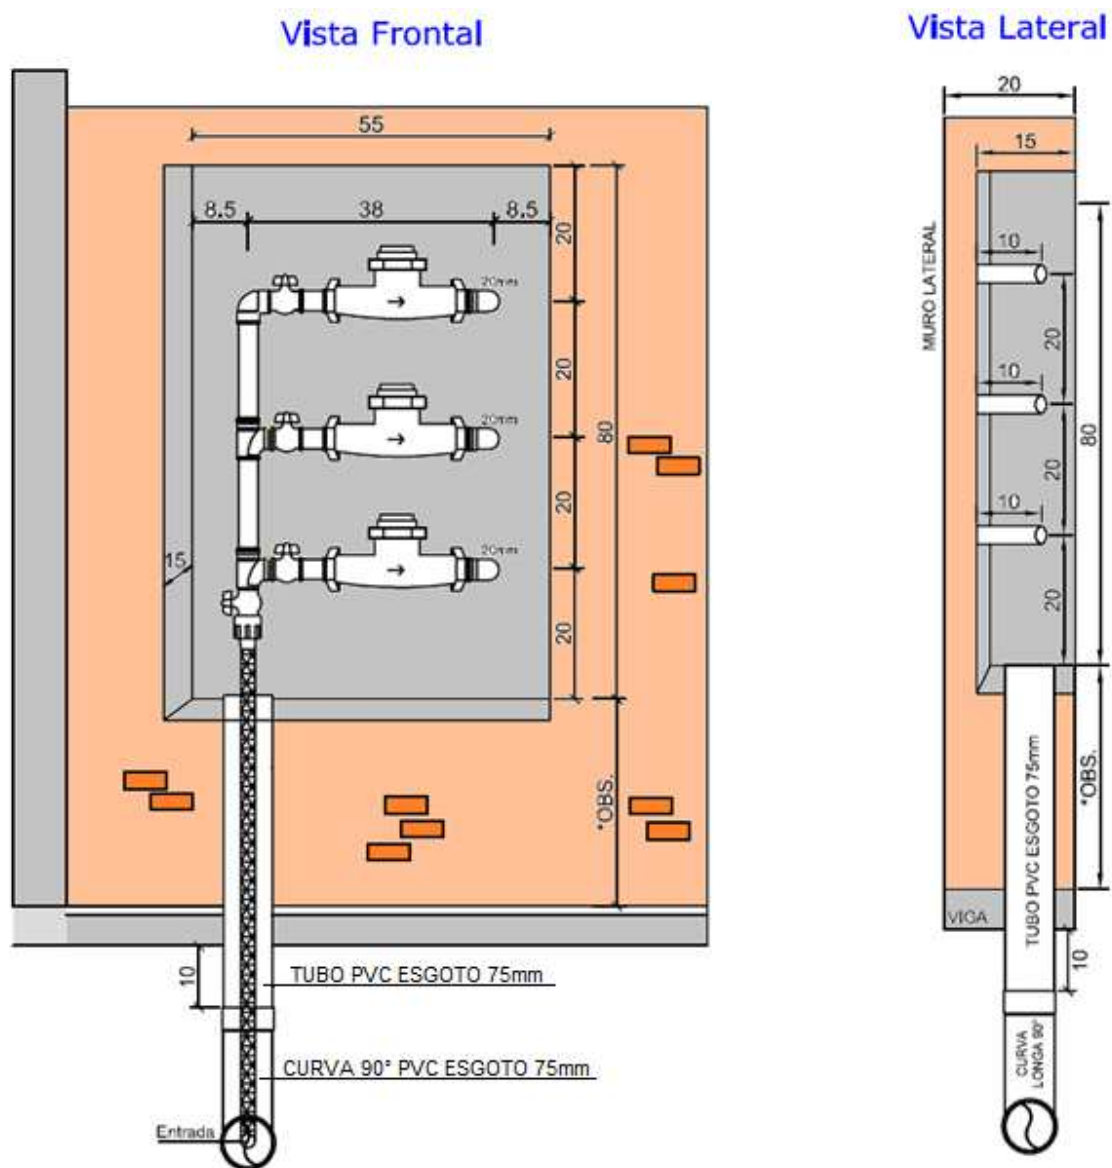 Vista Frontal
55
8.5
38
8.5
20
20mm
20
20mm
80
20
15
20mm
20
*OBS.
10
TUBO PVC ESGOTO 75mm
CURVA 90° PVC ESGOTO 75mm
Entrada
Vista Lateral
20
15
MURO LATERAL
10
20
10
80
20
10
20
TUBO PVC ESGOTO 75mm
*OBS.
VIGA
10
CURVA
LONGA 90°